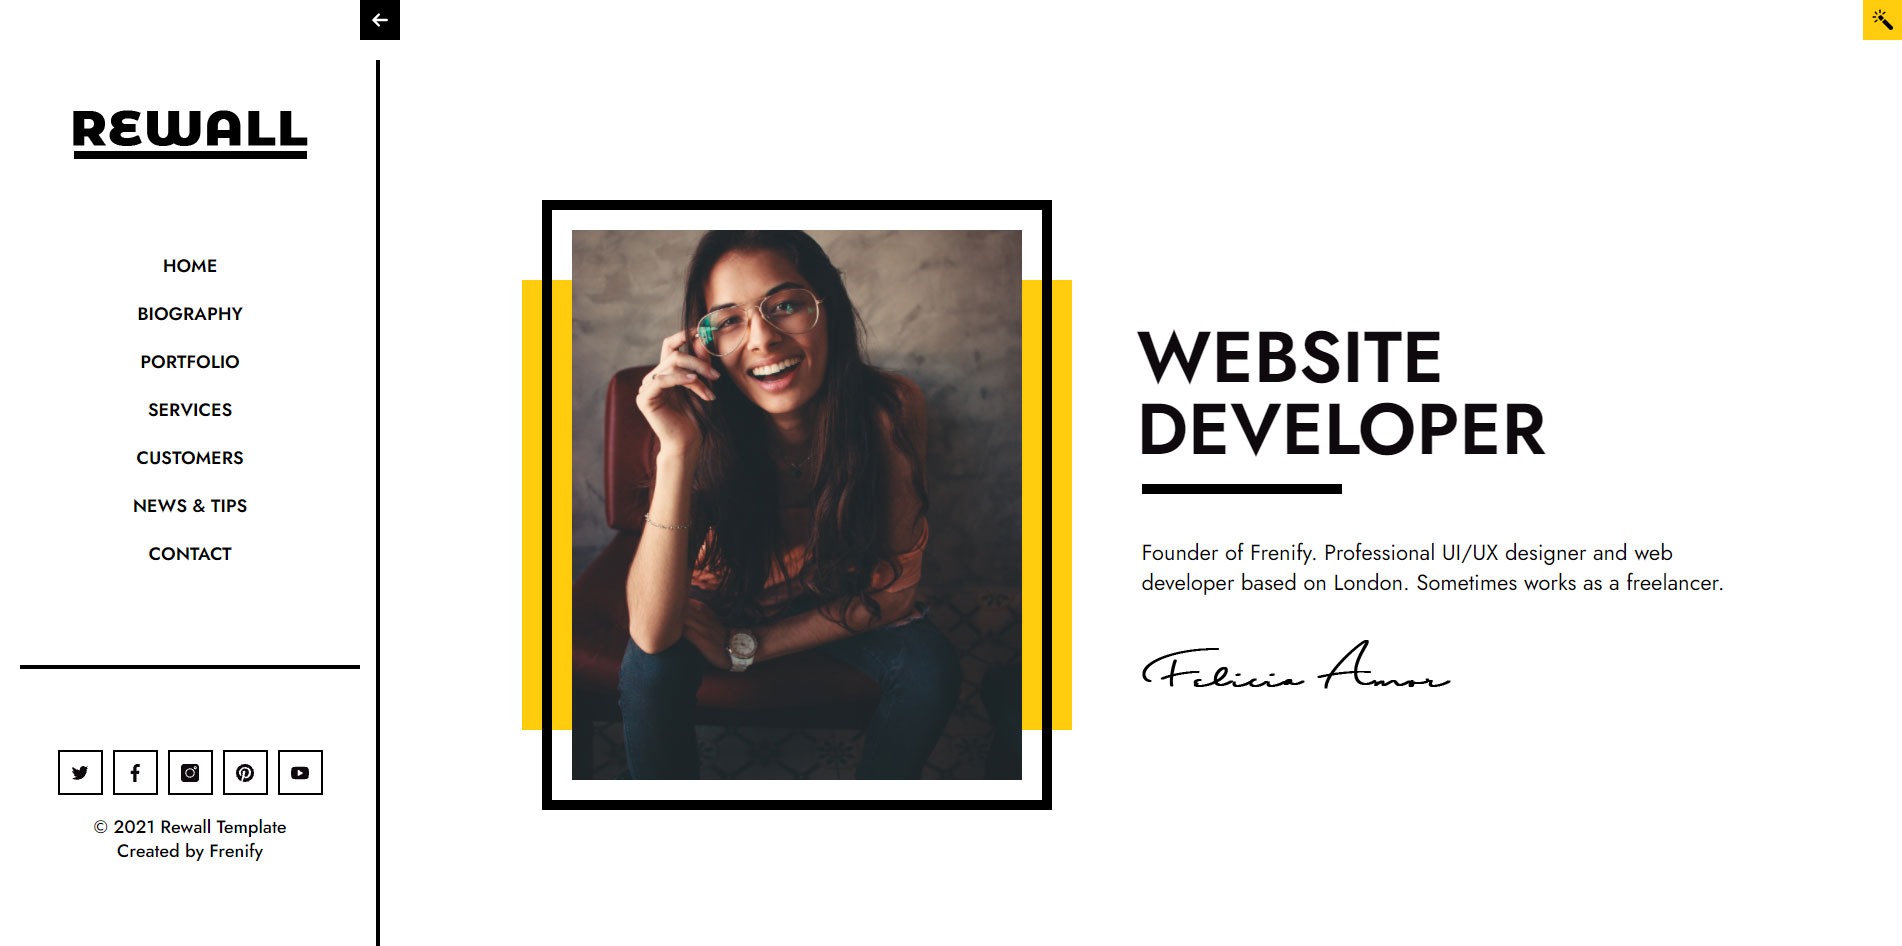 REWALL
HOME
BIOGRAPHY
PORTFOLIO
SERVICES
CUSTOMERS
NEWS & TIPS
CONTACT
© 2021 Rewall Template
Created by Frenify
WEBSITE
DEVELOPER
Founder of Frenify. Professional UI/UX designer and web
developer based on London. Sometimes works as a freelancer.
Felicia Amor